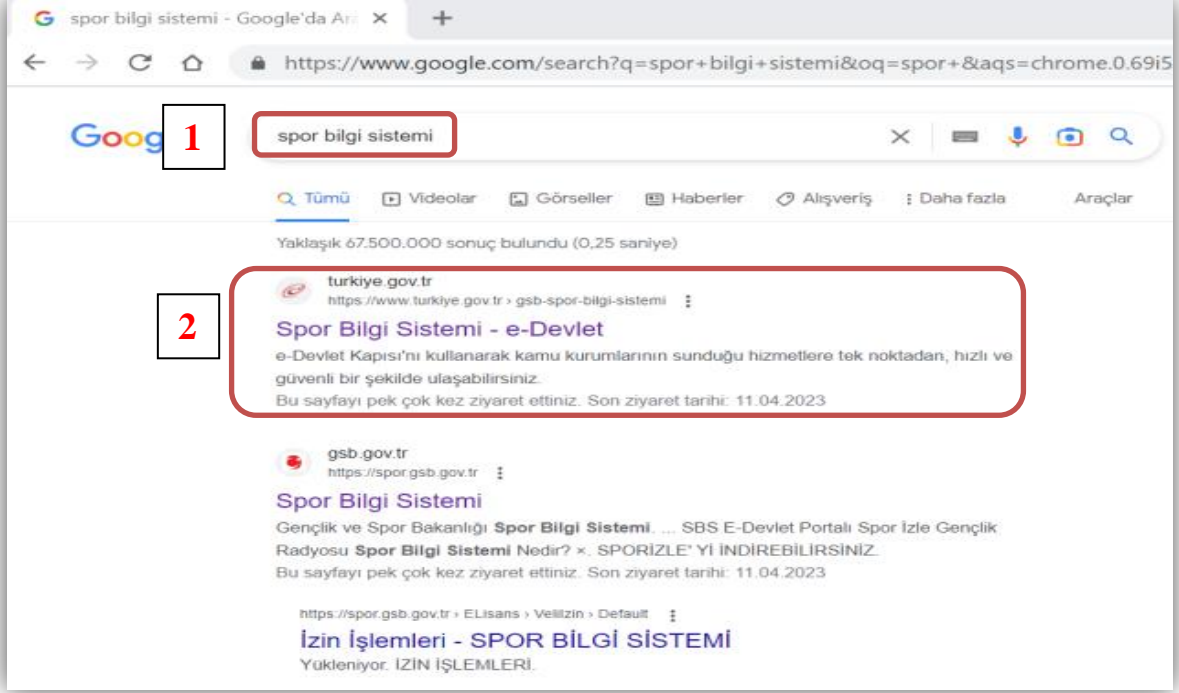 spor bilgi sistemi - Google'da Ara
https://www.google.com/search?q=spor+bilgi+sistemi&oq=spor+&aqs=chrome.0.69i5
Goog
1
spor bilgi sistemi
Tümü Videolar Görseller Haberler Alışveriş Daha fazla Araçlar
Yaklaşık 67.500.000 sonuç bulundu (0,25 saniye)
2
turkiye.gov.tr
https://www.turkiye.gov.tr › gsb-spor-bilgi-sistemi
Spor Bilgi Sistemi - e-Devlet
e-Devlet Kapısı'nı kullanarak kamu kurumlarının sunduğu hizmetlere tek noktadan, hızlı ve
güvenli bir şekilde ulaşabilirsiniz.
Bu sayfayı pek çok kez ziyaret ettiniz. Son ziyaret tarihi: 11.04.2023
gsb.gov.tr
https://spor.gsb.gov.tr
Spor Bilgi Sistemi
Gençlik ve Spor Bakanlığı Spor Bilgi Sistemi. ... SBS E-Devlet Portalı Spor İzle Gençlik
Radyosu Spor Bilgi Sistemi Nedir? ×. SPORİZLE' Yİ İNDİREBİLİRSİNİZ.
Bu sayfayı pek çok kez ziyaret ettiniz. Son ziyaret tarihi: 11.04.2023
https://spor.gsb.gov.tr › ELisans › VeliIzin › Default
İzin İşlemleri - SPOR BİLGİ SİSTEMİ
Yükleniyor. İZİN İŞLEMLERİ.